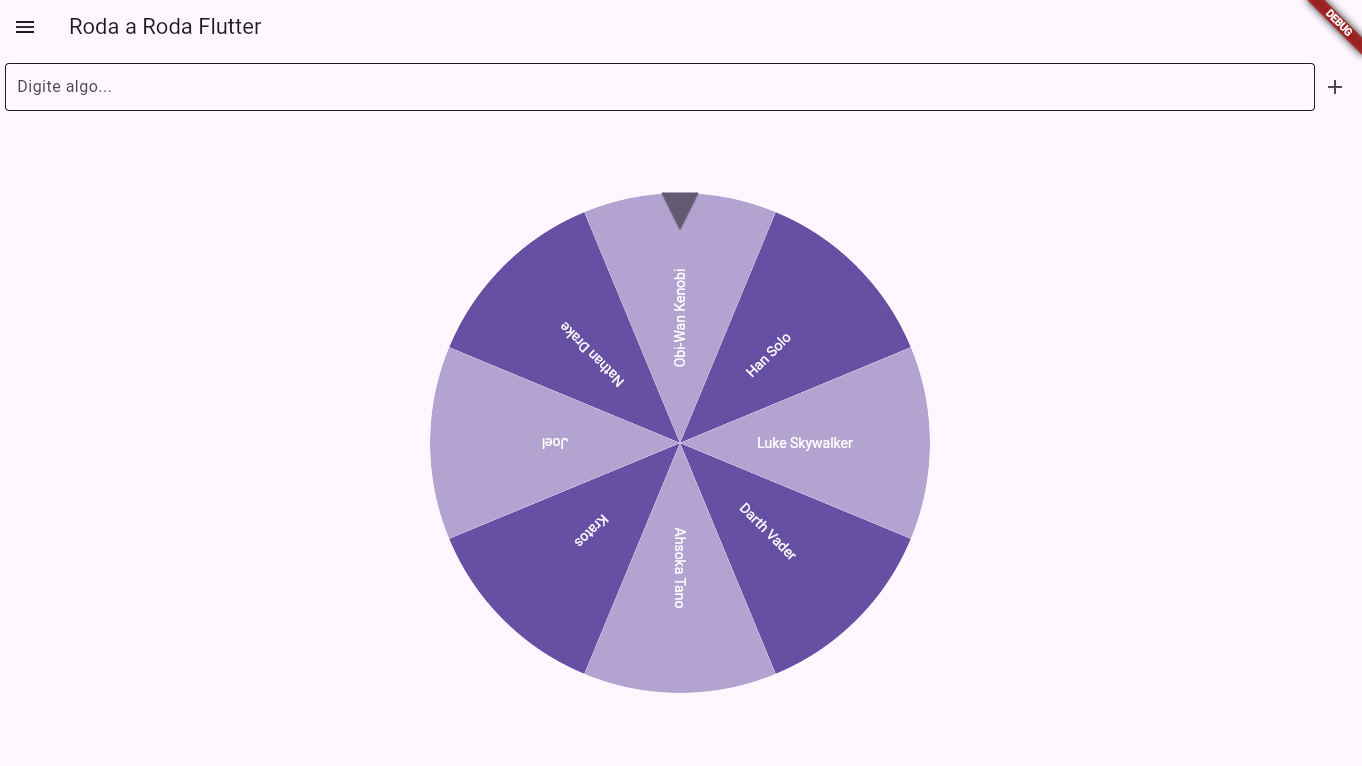 Roda a Roda Flutter
DEBUG
Digite algo...
Obi-Wan Kenobi
Han Solo
Luke Skywalker
Darth Vader
Ahsoka Tano
Kratos
Joel
Nathan Drake